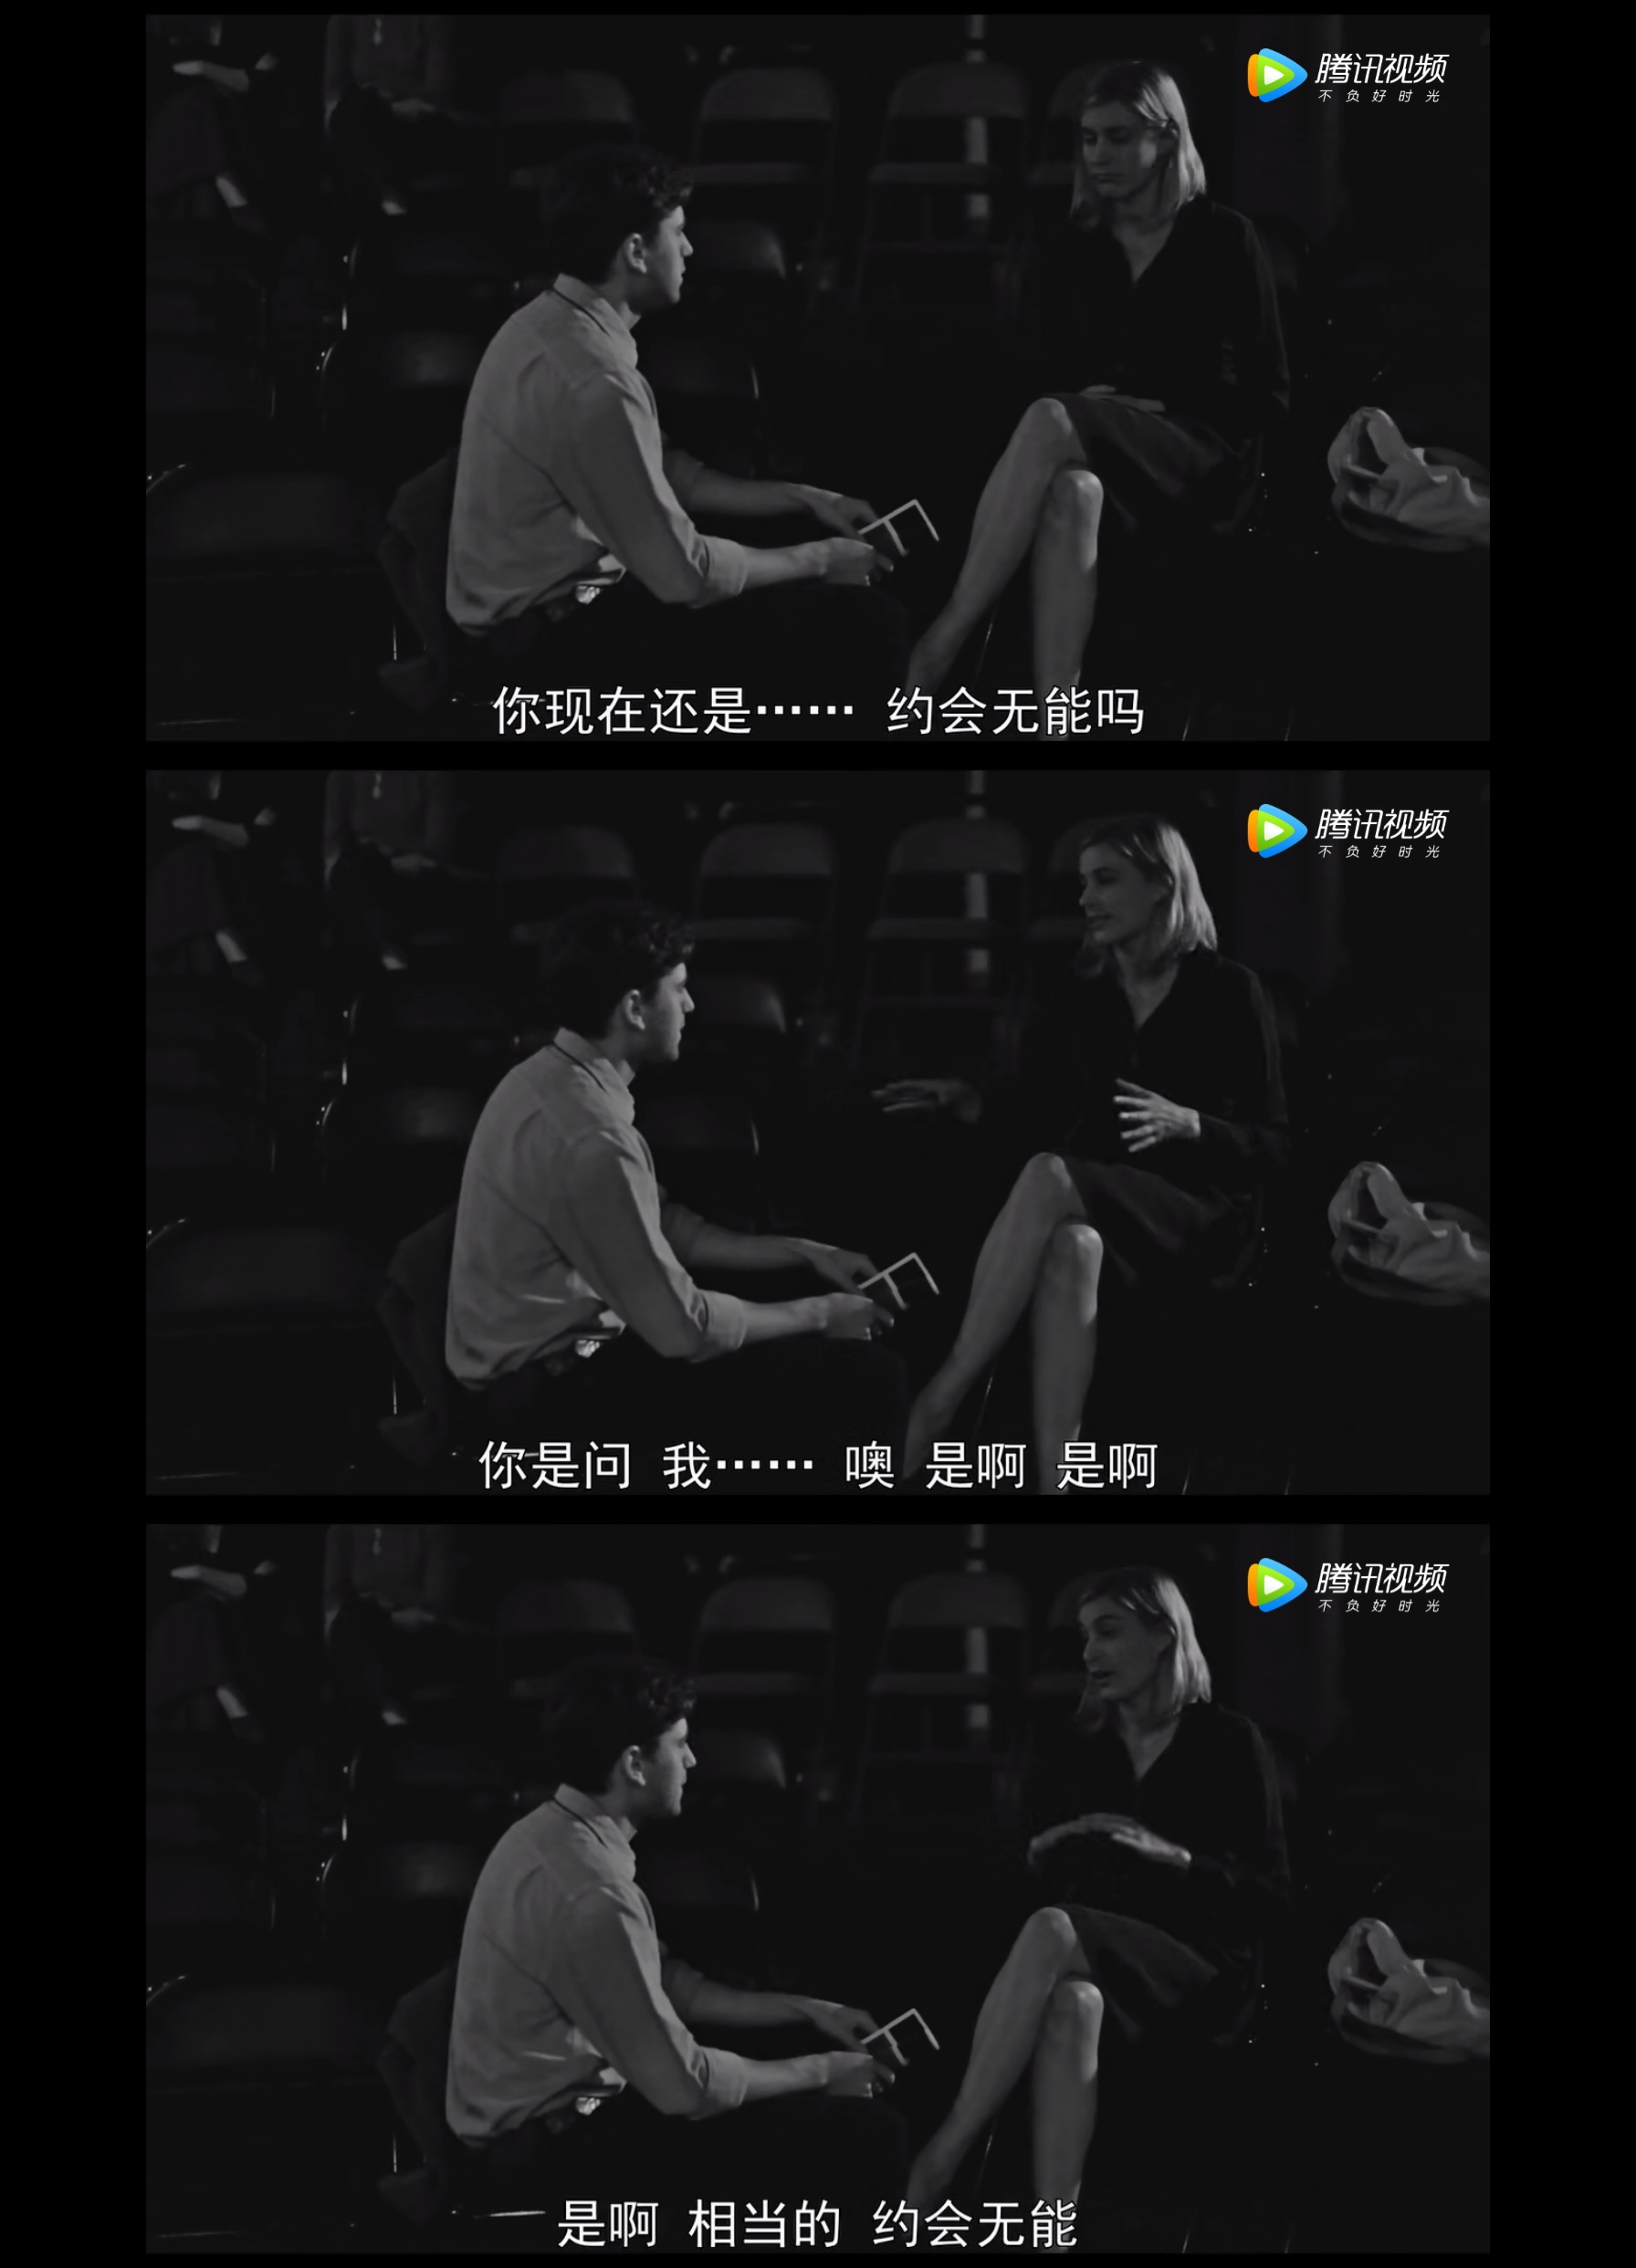 腾讯视频
不负好时光
你现在还是…… 约会无能吗
腾讯视频
不负好时光
你是问 我…… 噢 是啊 是啊
腾讯视频
不负好时光
是啊 相当的 约会无能